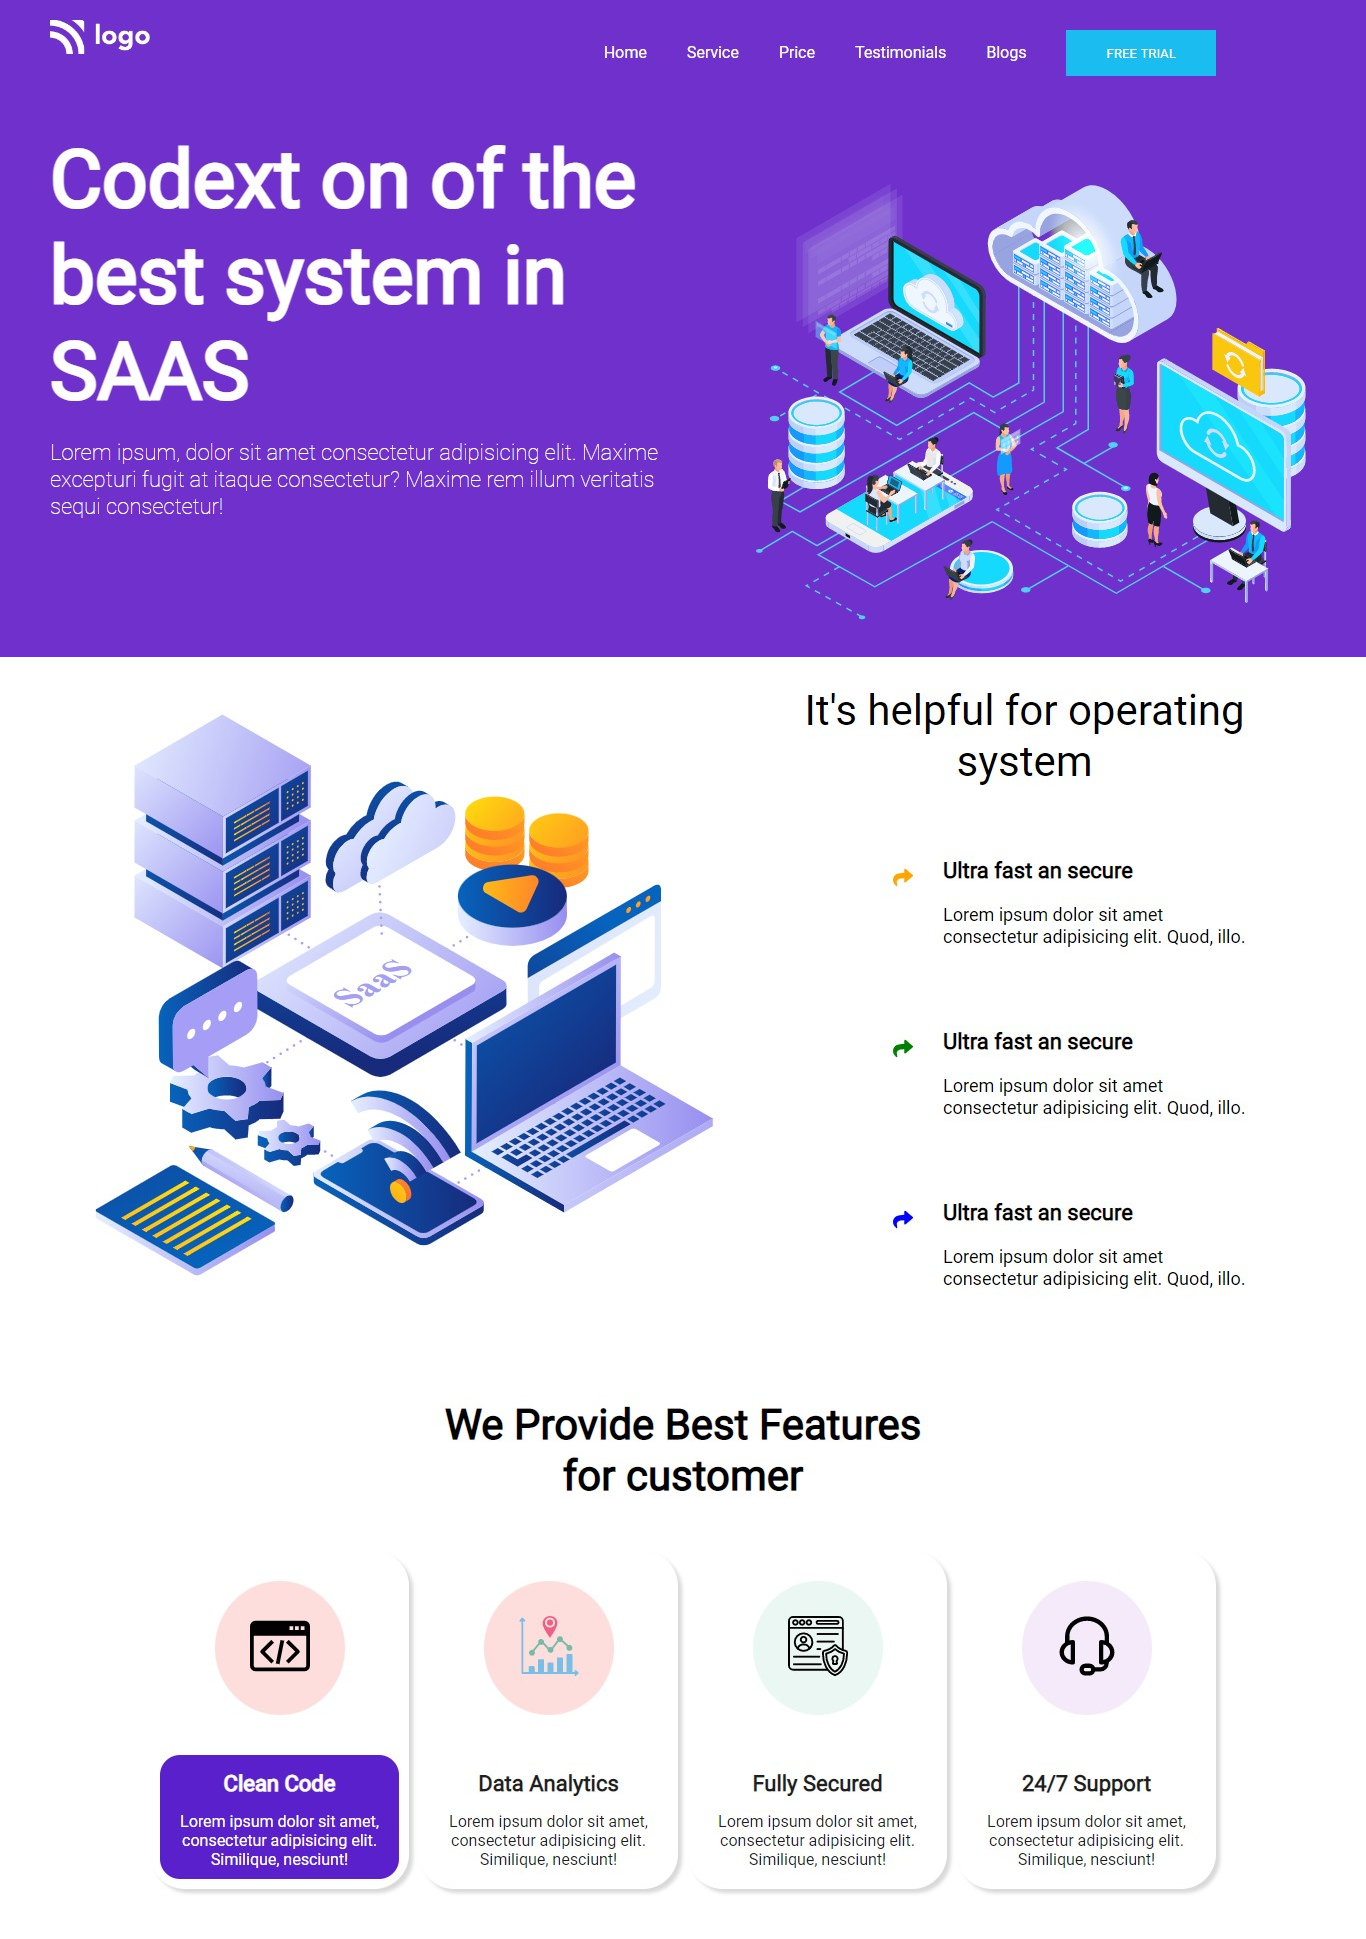 logo
Home Service Price Testimonials Blogs FREE TRIAL
Codext on of the
best system in
SAAS
Lorem ipsum, dolor sit amet consectetur adipisicing elit. Maxime
excepturi fugit at itaque consectetur? Maxime rem illum veritatis
sequi consectetur!
It's helpful for operating
system
SaaS
Ultra fast an secure
Lorem ipsum dolor sit amet
consectetur adipisicing elit. Quod, illo.
Ultra fast an secure
Lorem ipsum dolor sit amet
consectetur adipisicing elit. Quod, illo.
Ultra fast an secure
Lorem ipsum dolor sit amet
consectetur adipisicing elit. Quod, illo.
We Provide Best Features
for customer
Clean Code
Lorem ipsum dolor sit amet,
consectetur adipisicing elit.
Similique, nesciunt!
Data Analytics
Lorem ipsum dolor sit amet,
consectetur adipisicing elit.
Similique, nesciunt!
Fully Secured
Lorem ipsum dolor sit amet,
consectetur adipisicing elit.
Similique, nesciunt!
24/7 Support
Lorem ipsum dolor sit amet,
consectetur adipisicing elit.
Similique, nesciunt!